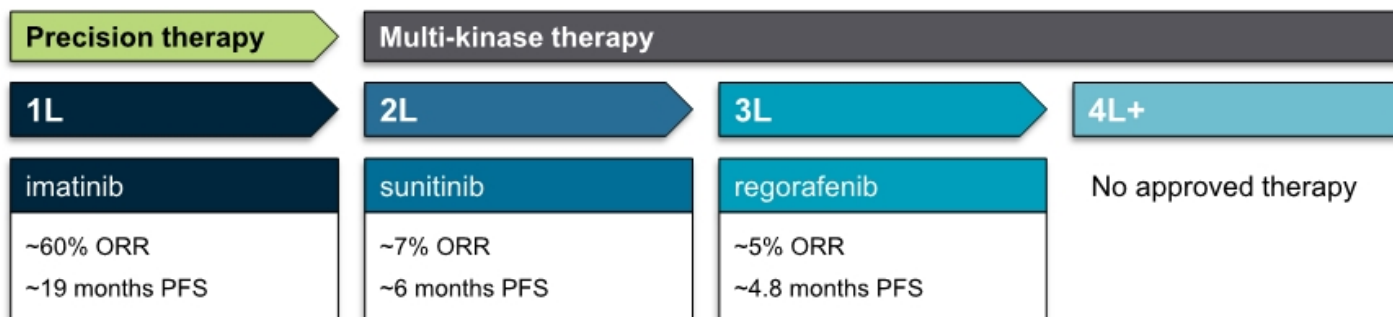 Precision therapy
Multi-kinase therapy
1L
2L
3L
4L+
imatinib
sunitinib
regorafenib
No approved therapy
~60% ORR
~7% ORR
~5% ORR
~19 months PFS
~6 months PFS
~4.8 months PFS